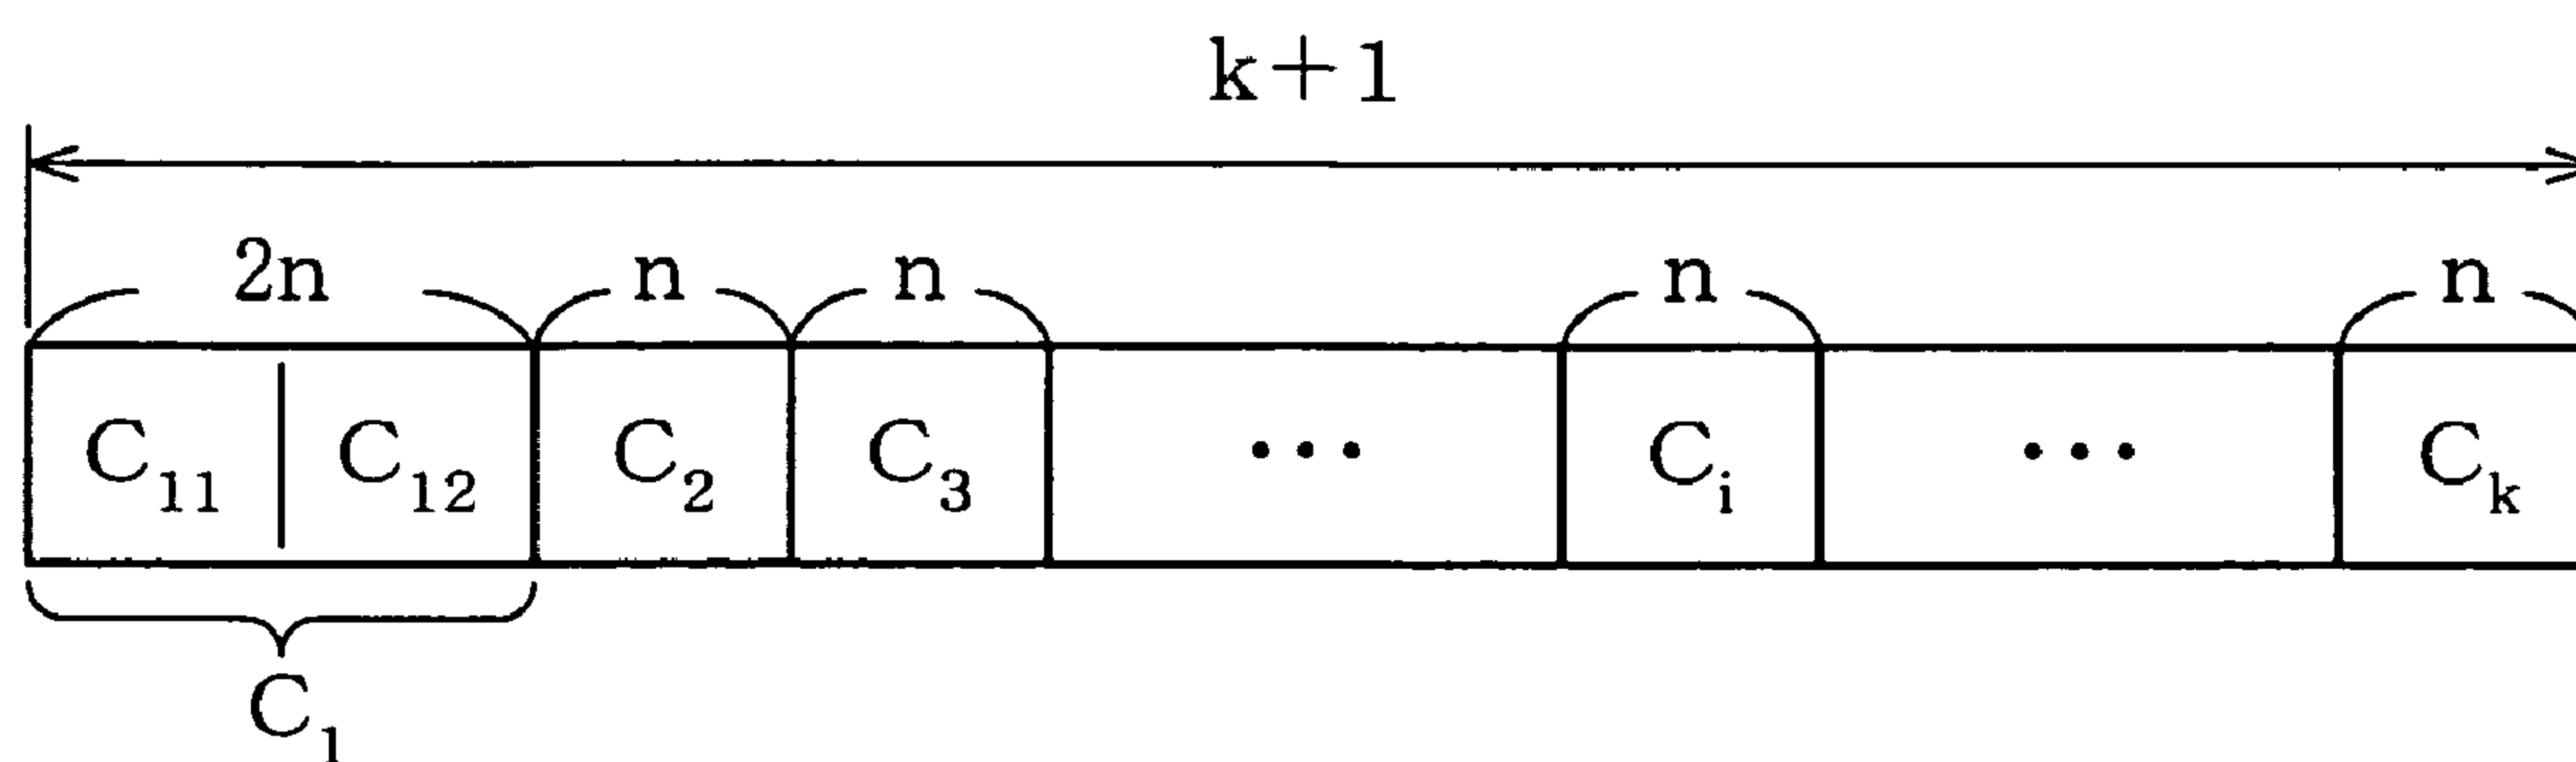 k+1
2n n n n n
C₁₁ C₁₂ C₂ C₃ ... Cᵢ ... Cₖ
C₁